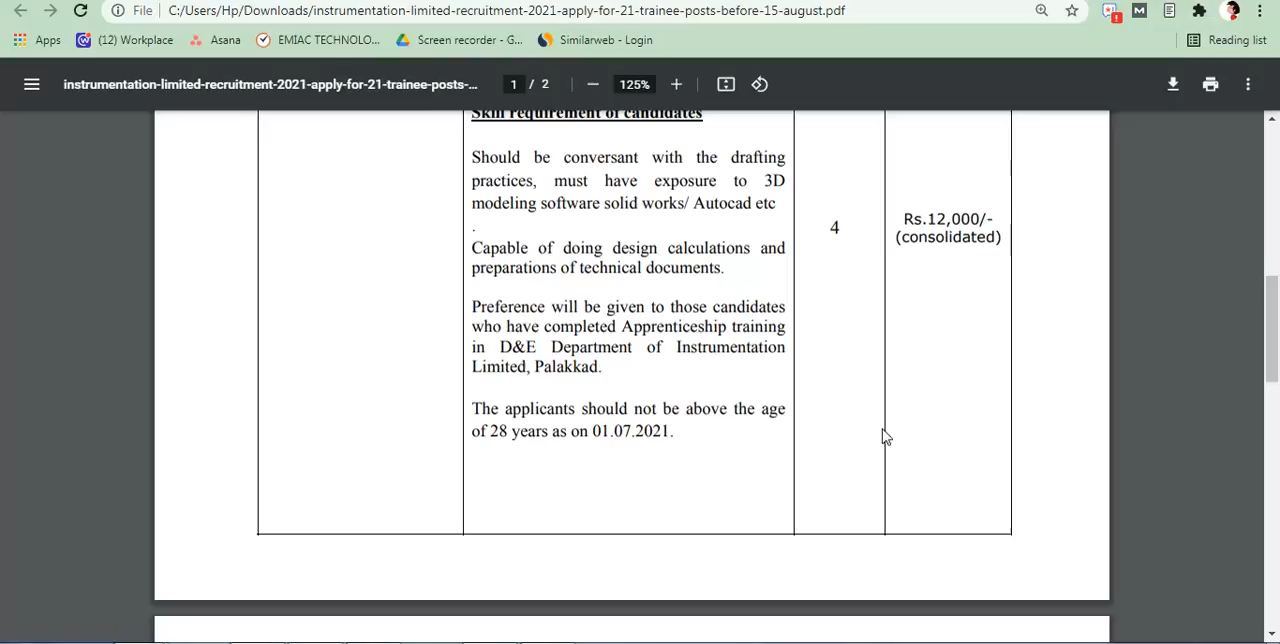 File
C:/Users/Hp/Downloads/instrumentation-limited-recruitment-2021-apply-for-21-trainee-posts-before-15-august.pdf
Apps
(12) Workplace
Asana
EMIAC TECHNOLO...
Screen recorder - G...
Similarweb - Login
Reading list
instrumentation-limited-recruitment-2021-apply-for-21-trainee-posts-...
1 / 2
125%
Skill requirement of candidates
Should be conversant with the drafting
practices, must have exposure to 3D
modeling software solid works/ Autocad etc
.
Capable of doing design calculations and
preparations of technical documents.
Preference will be given to those candidates
who have completed Apprenticeship training
in D&E Department of Instrumentation
Limited, Palakkad.
The applicants should not be above the age
of 28 years as on 01.07.2021.
4
Rs.12,000/-
(consolidated)